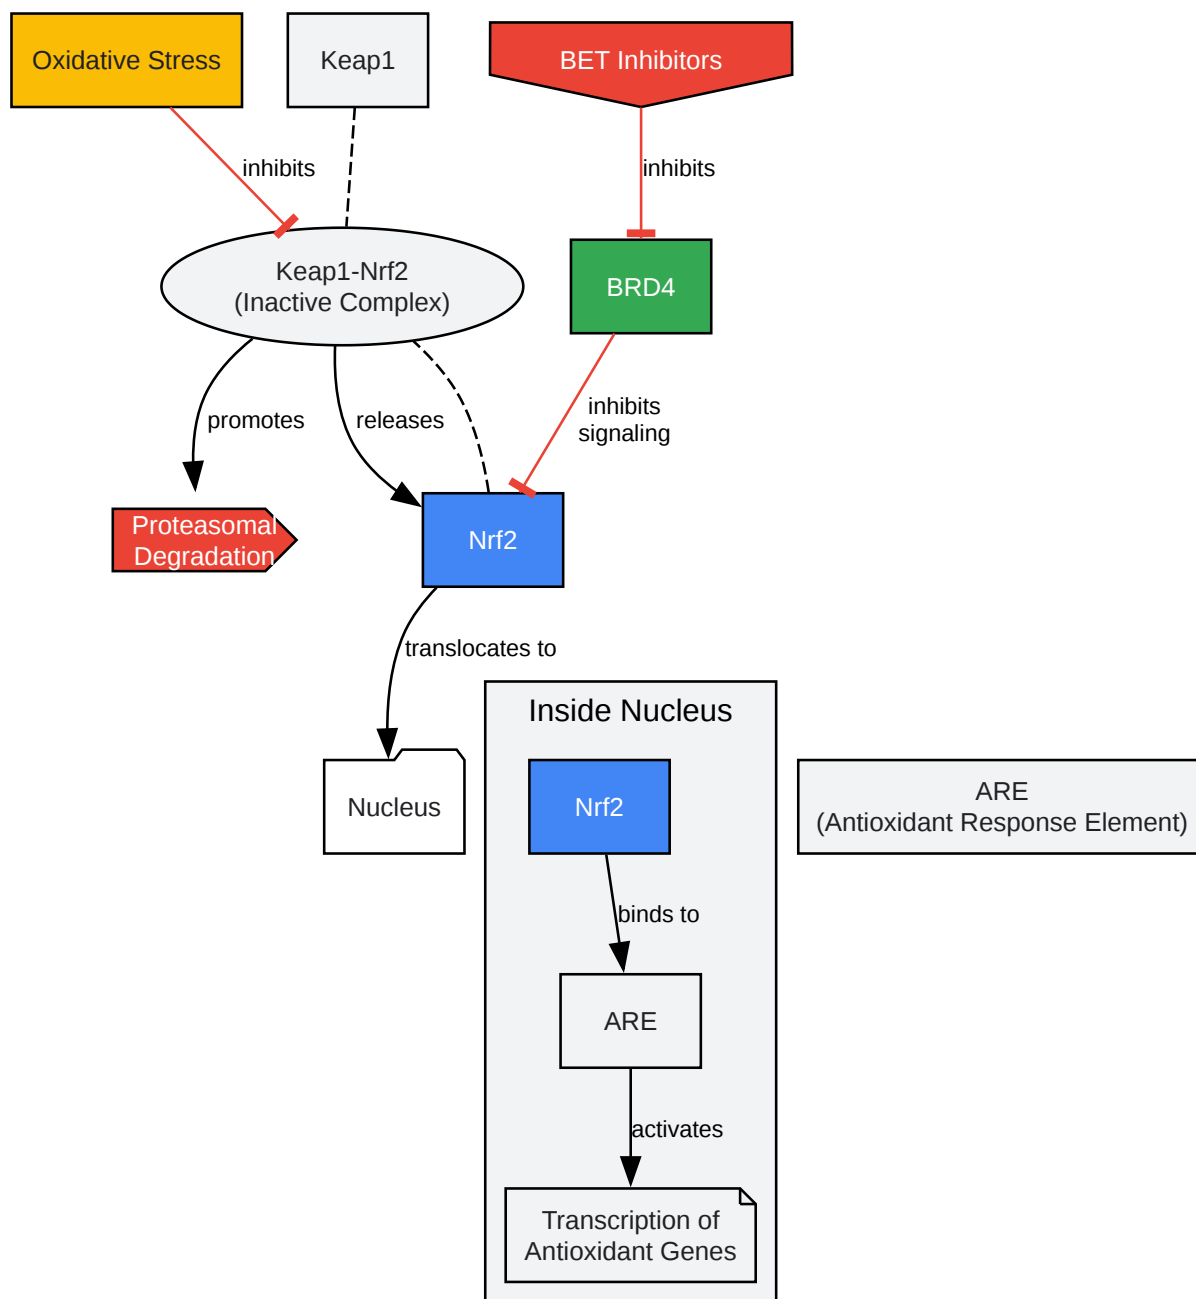 Oxidative Stress
Keap1
BET Inhibitors
inhibits
inhibits
Keap1-Nrf2
(Inactive Complex)
BRD4
promotes
releases
inhibits
signaling
Proteasomal
Degradation
Nrf2
translocates to
Inside Nucleus
Nucleus
Nrf2
ARE
(Antioxidant Response Element)
binds to
ARE
activates
Transcription of
Antioxidant Genes